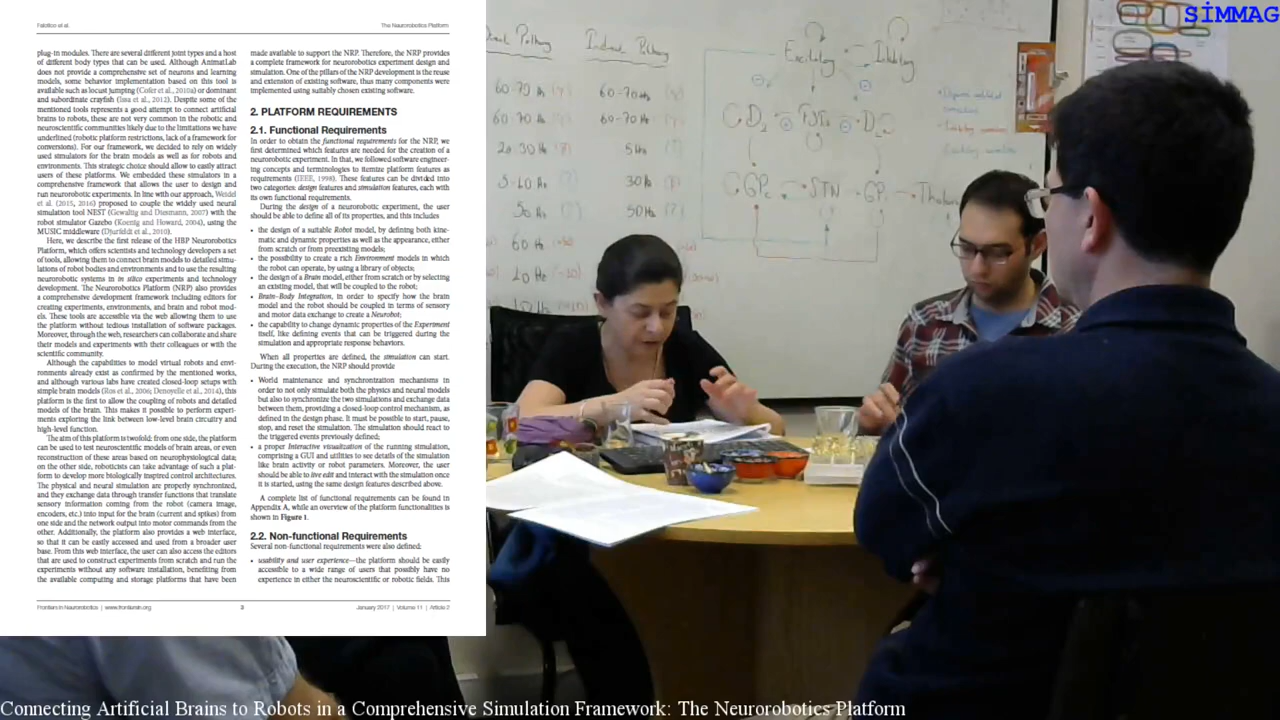 Falotico et al.
The Neurorobotics Platform
plug-in modules. There are several different joint types and a host
of different body types that can be used. Although AnimatLab
does not provide a comprehensive set of neurons and learning
models, some behavior implementation based on this tool is
available such as locust jumping (Cofer et al., 2010a) or dominant
and subordinate crayfish (Issa et al., 2012). Despite some of the
mentioned tools represents a good attempt to connect artificial
brains to robots, these are not very common in the robotic and
neuroscientific communities likely due to the limitations we have
underlined (robotic platform restrictions, lack of a framework for
conversions). For our framework, we decided to rely on widely
used simulators for the brain models as well as for robots and
environments. This strategic choice should allow to easily attract
users of these platforms. We embedded these simulators in a
comprehensive framework that allows the user to design and
run neurorobotic experiments. In line with our approach, Weidel
et al. (2015, 2016) proposed to couple the widely used neural
simulation tool NEST (Gewaltig and Diesmann, 2007) with the
robot simulator Gazebo (Koenig and Howard, 2004), using the
MUSIC middleware (Djurfeldt et al., 2010).
Here, we describe the first release of the HBP Neurorobotics
Platform, which offers scientists and technology developers a set
of tools, allowing them to connect brain models to detailed simu-
lations of robot bodies and environments and to use the resulting
neurorobotic systems in in silico experiments and technology
development. The Neurorobotics Platform (NRP) also provides
a comprehensive development framework including editors for
creating experiments, environments, and brain and robot mod-
els. These tools are accessible via the web allowing them to use
the platform without tedious installation of software packages.
Moreover, through the web, researchers can collaborate and share
their models and experiments with their colleagues or with the
scientific community.
Although the capabilities to model virtual robots and envi-
ronments already exist as confirmed by the mentioned works,
and although various labs have created closed-loop setups with
simple brain models (Ros et al., 2006; Denoyelle et al., 2014), this
platform is the first to allow the coupling of robots and detailed
models of the brain. This makes it possible to perform experi-
ments exploring the link between low-level brain circuitry and
high-level function.
The aim of this platform is twofold: from one side, the platform
can be used to test neuroscientific models of brain areas, or even
reconstruction of these areas based on neurophysiological data;
on the other side, roboticists can take advantage of such a plat-
form to develop more biologically inspired control architectures.
The physical and neural simulation are properly synchronized,
and they exchange data through transfer functions that translate
sensory information coming from the robot (camera image,
encoders, etc.) into input for the brain (current and spikes) from
one side and the network output into motor commands from the
other. Additionally, the platform also provides a web interface,
so that it can be easily accessed and used from a broader user
base. From this web interface, the user can also access the editors
that are used to construct experiments from scratch and run the
experiments without any software installation, benefiting from
the available computing and storage platforms that have been
made available to support the NRP. Therefore, the NRP provides
a complete framework for neurorobotics experiment design and
simulation. One of the pillars of the NRP development is the reuse
and extension of existing software, thus many components were
implemented using suitably chosen existing software.
2. PLATFORM REQUIREMENTS
2.1. Functional Requirements
In order to obtain the functional requirements for the NRP, we
first determined which features are needed for the creation of a
neurorobotic experiment. In that, we followed software engineer-
ing concepts and terminologies to itemize platform features as
requirements (IEEE, 1998). These features can be divided into
two categories: design features and simulation features, each with
its own functional requirements.
During the design of a neurorobotic experiment, the user
should be able to define all of its properties, and this includes
• the design of a suitable Robot model, by defining both kine-
matic and dynamic properties as well as the appearance, either
from scratch or from preexisting models;
• the possibility to create a rich Environment models in which
the robot can operate, by using a library of objects;
• the design of a Brain model, either from scratch or by selecting
an existing model, that will be coupled to the robot;
• Brain–Body Integration, in order to specify how the brain
model and the robot should be coupled in terms of sensory
and motor data exchange to create a Neurobot;
• the capability to change dynamic properties of the Experiment
itself, like defining events that can be triggered during the
simulation and appropriate response behaviors.
When all properties are defined, the simulation can start.
During the execution, the NRP should provide
• World maintenance and synchronization mechanisms in
order to not only simulate both the physics and neural models
but also to synchronize the two simulations and exchange data
between them, providing a closed-loop control mechanism, as
defined in the design phase. It must be possible to start, pause,
stop, and reset the simulation. The simulation should react to
the triggered events previously defined;
• a proper Interactive visualization of the running simulation,
comprising a GUI and utilities to see details of the simulation
like brain activity or robot parameters. Moreover, the user
should be able to live edit and interact with the simulation once
it is started, using the same design features described above.
A complete list of functional requirements can be found in
Appendix A, while an overview of the platform functionalities is
shown in Figure 1.
2.2. Non-functional Requirements
Several non-functional requirements were also defined:
• usability and user experience—the platform should be easily
accessible to a wide range of users that possibly have no
experience in either the neuroscientific or robotic fields. This
Frontiers in Neurorobotics | www.frontiersin.org
3
January 2017 | Volume 11 | Article 2
SİMMAG
Pathway
Indirect Pathway
60-70 Hz
60-70 Hz
60-70 Hz
60-70 Hz
20-30 Hz
5 Hz
30 Hz
50 Hz
50 Hz
60 Hz
Excitatory
Inhibitory
STN
Connecting Artificial Brains to Robots in a Comprehensive Simulation Framework: The Neurorobotics Platform